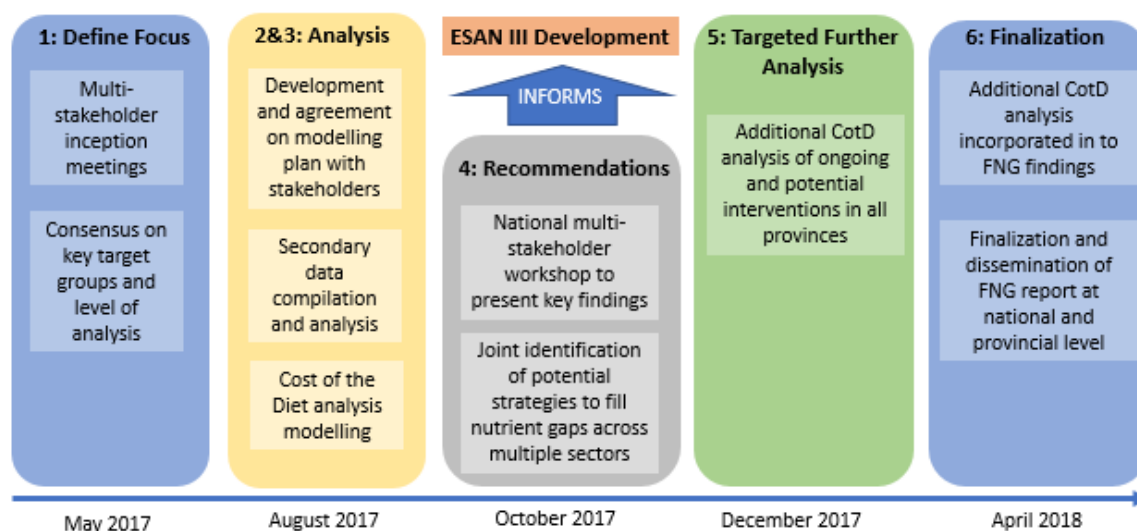 1: Define Focus
Multi-
stakeholder
inception
meetings
Consensus on
key target
groups and
level of
analysis
2&3: Analysis
Development
and agreement
on modelling
plan with
stakeholders
Secondary
data
compilation
and analysis
Cost of the
Diet analysis
modelling
ESAN III Development
INFORMS
4: Recommendations
National multi-
stakeholder
workshop to
present key findings
Joint identification
of potential
strategies to fill
nutrient gaps across
multiple sectors
5: Targeted Further
Analysis
Additional CotD
analysis of ongoing
and potential
interventions in all
provinces
6: Finalization
Additional CotD
analysis
incorporated in to
FNG findings
Finalization and
dissemination of
FNG report at
national and
provincial level
May 2017
August 2017
October 2017
December 2017
April 2018